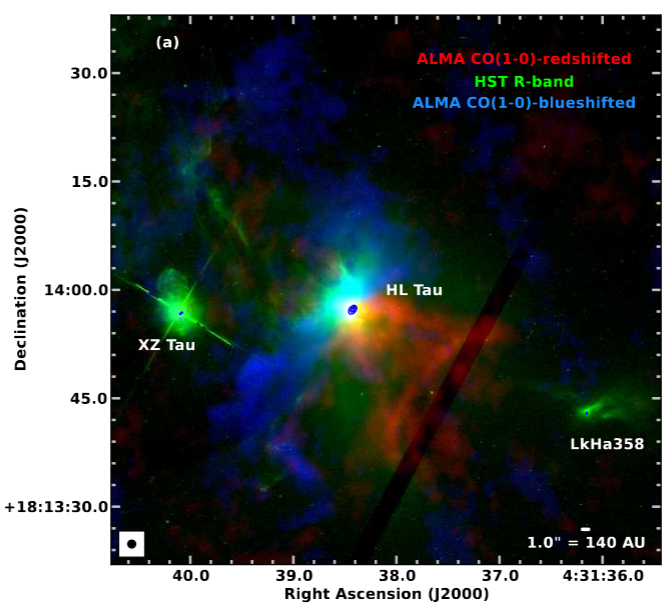 (a)
ALMA CO(1-0)-redshifted
HST R-band
ALMA CO(1-0)-blueshifted
30.0
15.0
14:00.0
45.0
+18:13:30.0
Declination (J2000)
HL Tau
XZ Tau
LkHa358
1.0" = 140 AU
40.0 39.0 38.0 37.0 4:31:36.0
Right Ascension (J2000)